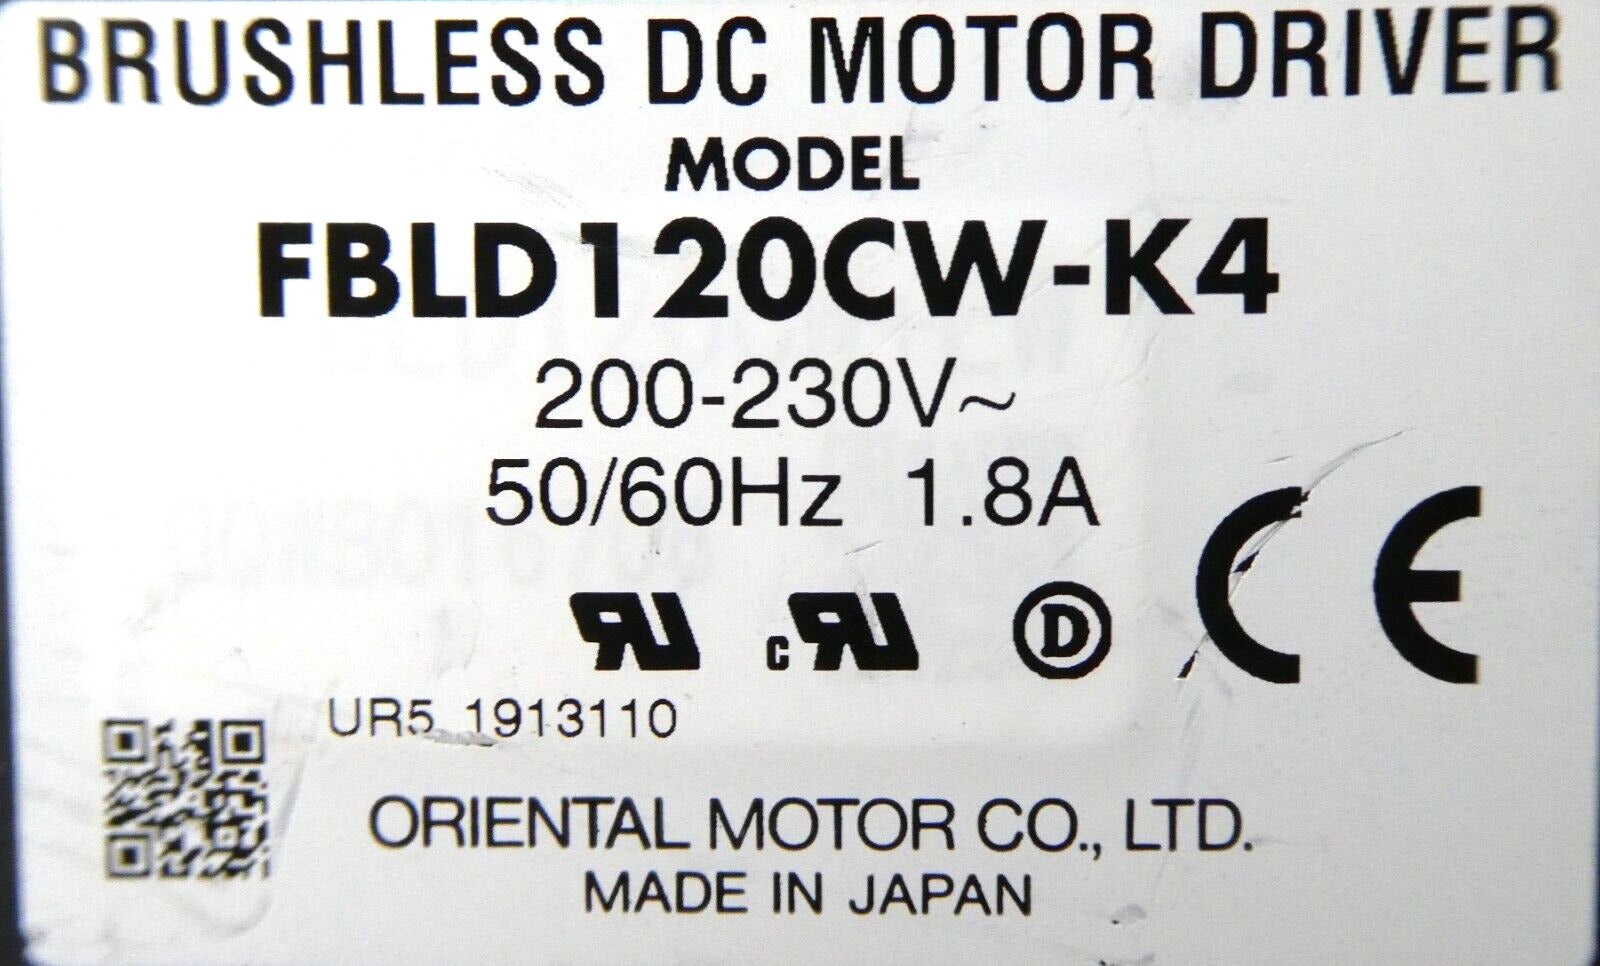 BRUSHLESS DC MOTOR DRIVER
MODEL
FBLD120CW-K4
200-230V~
50/60Hz 1.8A
c
D
CE
UR5 1913110
ORIENTAL MOTOR CO., LTD.
MADE IN JAPAN